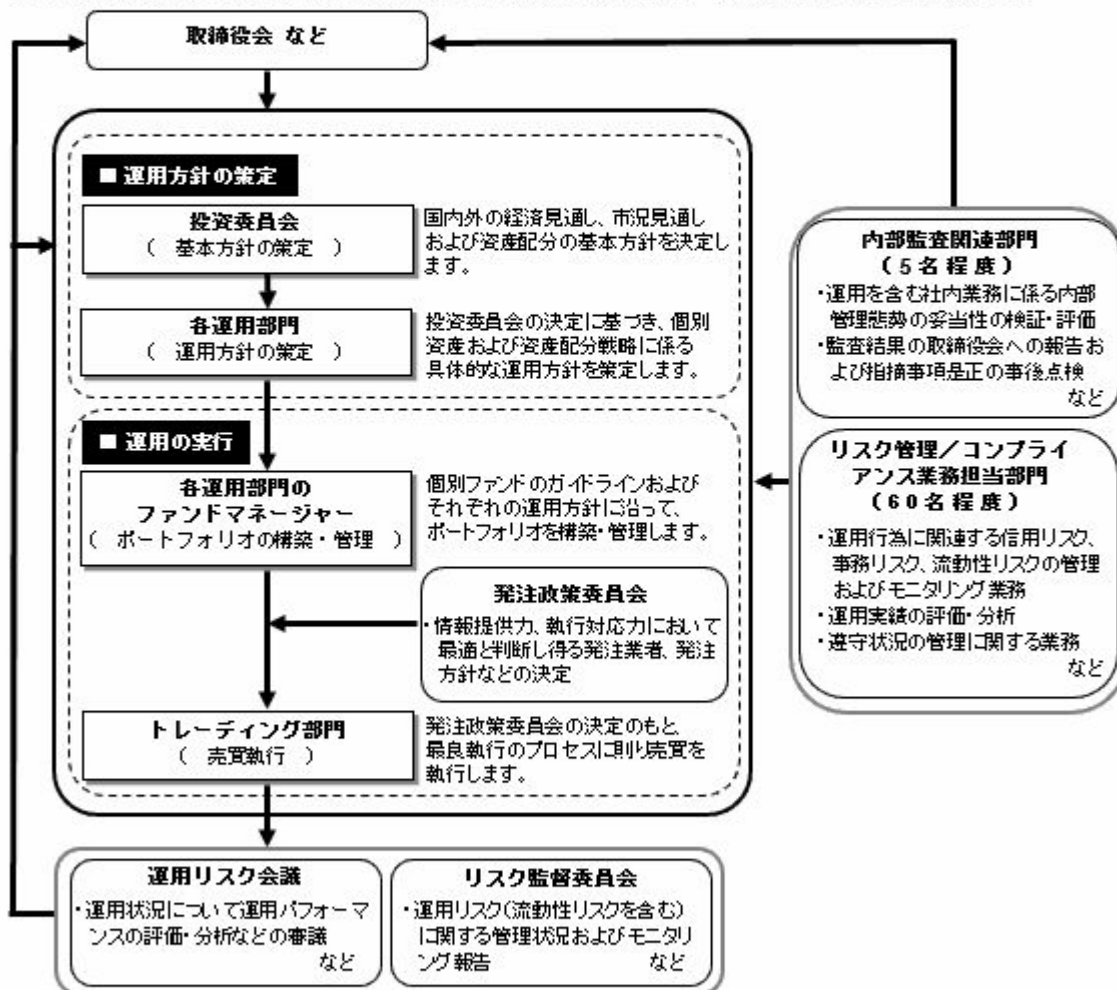 取締役会 など
■ 運用方針の策定
投資委員会
( 基本方針の策定 )
国内外の経済見通し、市況見通し
および資産配分の基本方針を決定し
ます。
各運用部門
( 運用方針の策定 )
投資委員会の決定に基づき、個別
資産および資産配分戦略に係る
具体的な運用方針を策定します。
■ 運用の実行
各運用部門の
ファンドマネージャー
( ポートフォリオの構築・管理 )
個別ファンドのガイドラインおよび
それぞれの運用方針に沿って、
ポートフォリオを構築・管理します。
発注政策委員会
・情報提供力、執行対応力において
最適と判断し得る発注業者、発注
方針などの決定
トレーディング部門
( 売買執行 )
発注政策委員会の決定のもと、
最良執行のプロセスに則り売買を
執行します。
内部監査関連部門
(5名程度)
・運用を含む社内業務に係る内部
管理態勢の妥当性の検証・評価
・監査結果の取締役会への報告お
よび指摘事項是正の事後点検
など
リスク管理/コンプライ
アンス業務担当部門
(60名程度)
・運用行為に関連する信用リスク、
事務リスク、流動性リスクの管理
およびモニタリング業務
・運用実績の評価・分析
・遵守状況の管理に関する業務
など
運用リスク会議
・運用状況について運用パフォーマ
ンスの評価・分析などの審議
など
リスク監督委員会
・運用リスク(流動性リスクを含む)
に関する管理状況およびモニタリ
ング報告 など